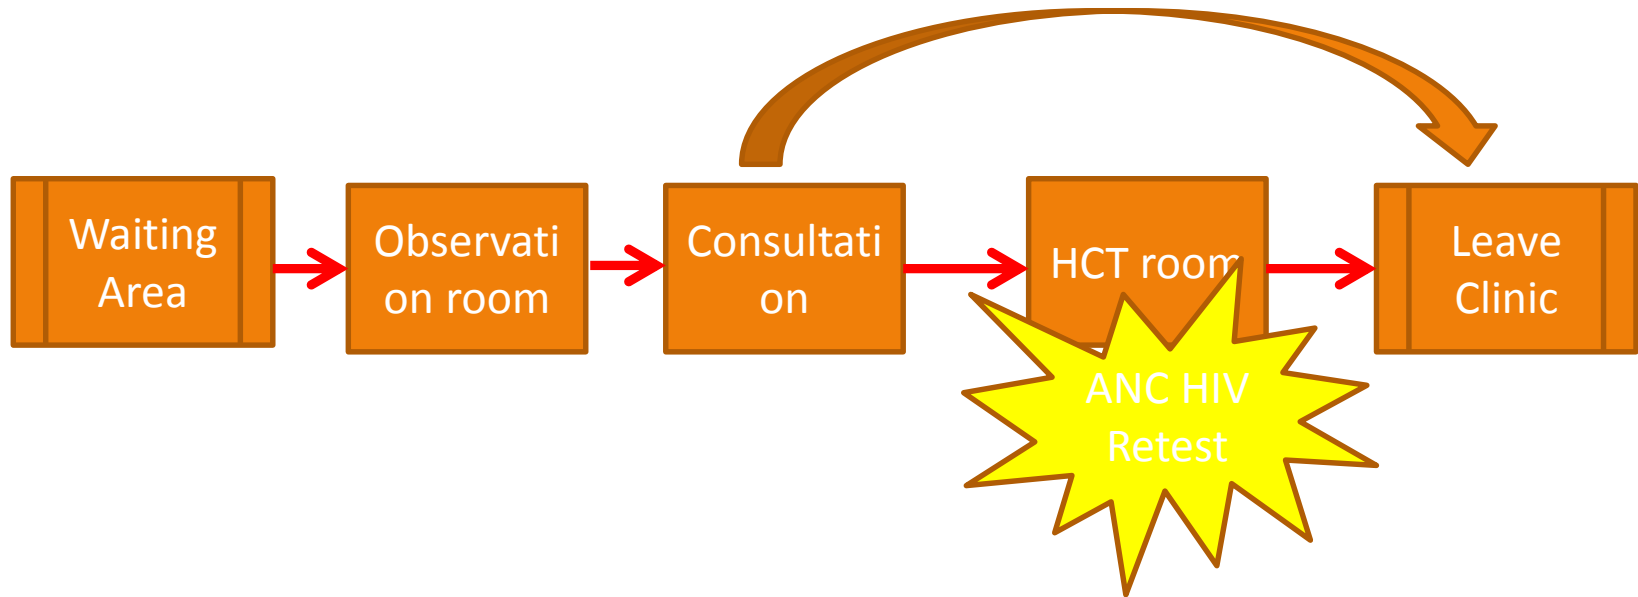 Waiting
Area
Observati
on room
Consultati
on
HCT room
Leave
Clinic
ANC HIV
Retest